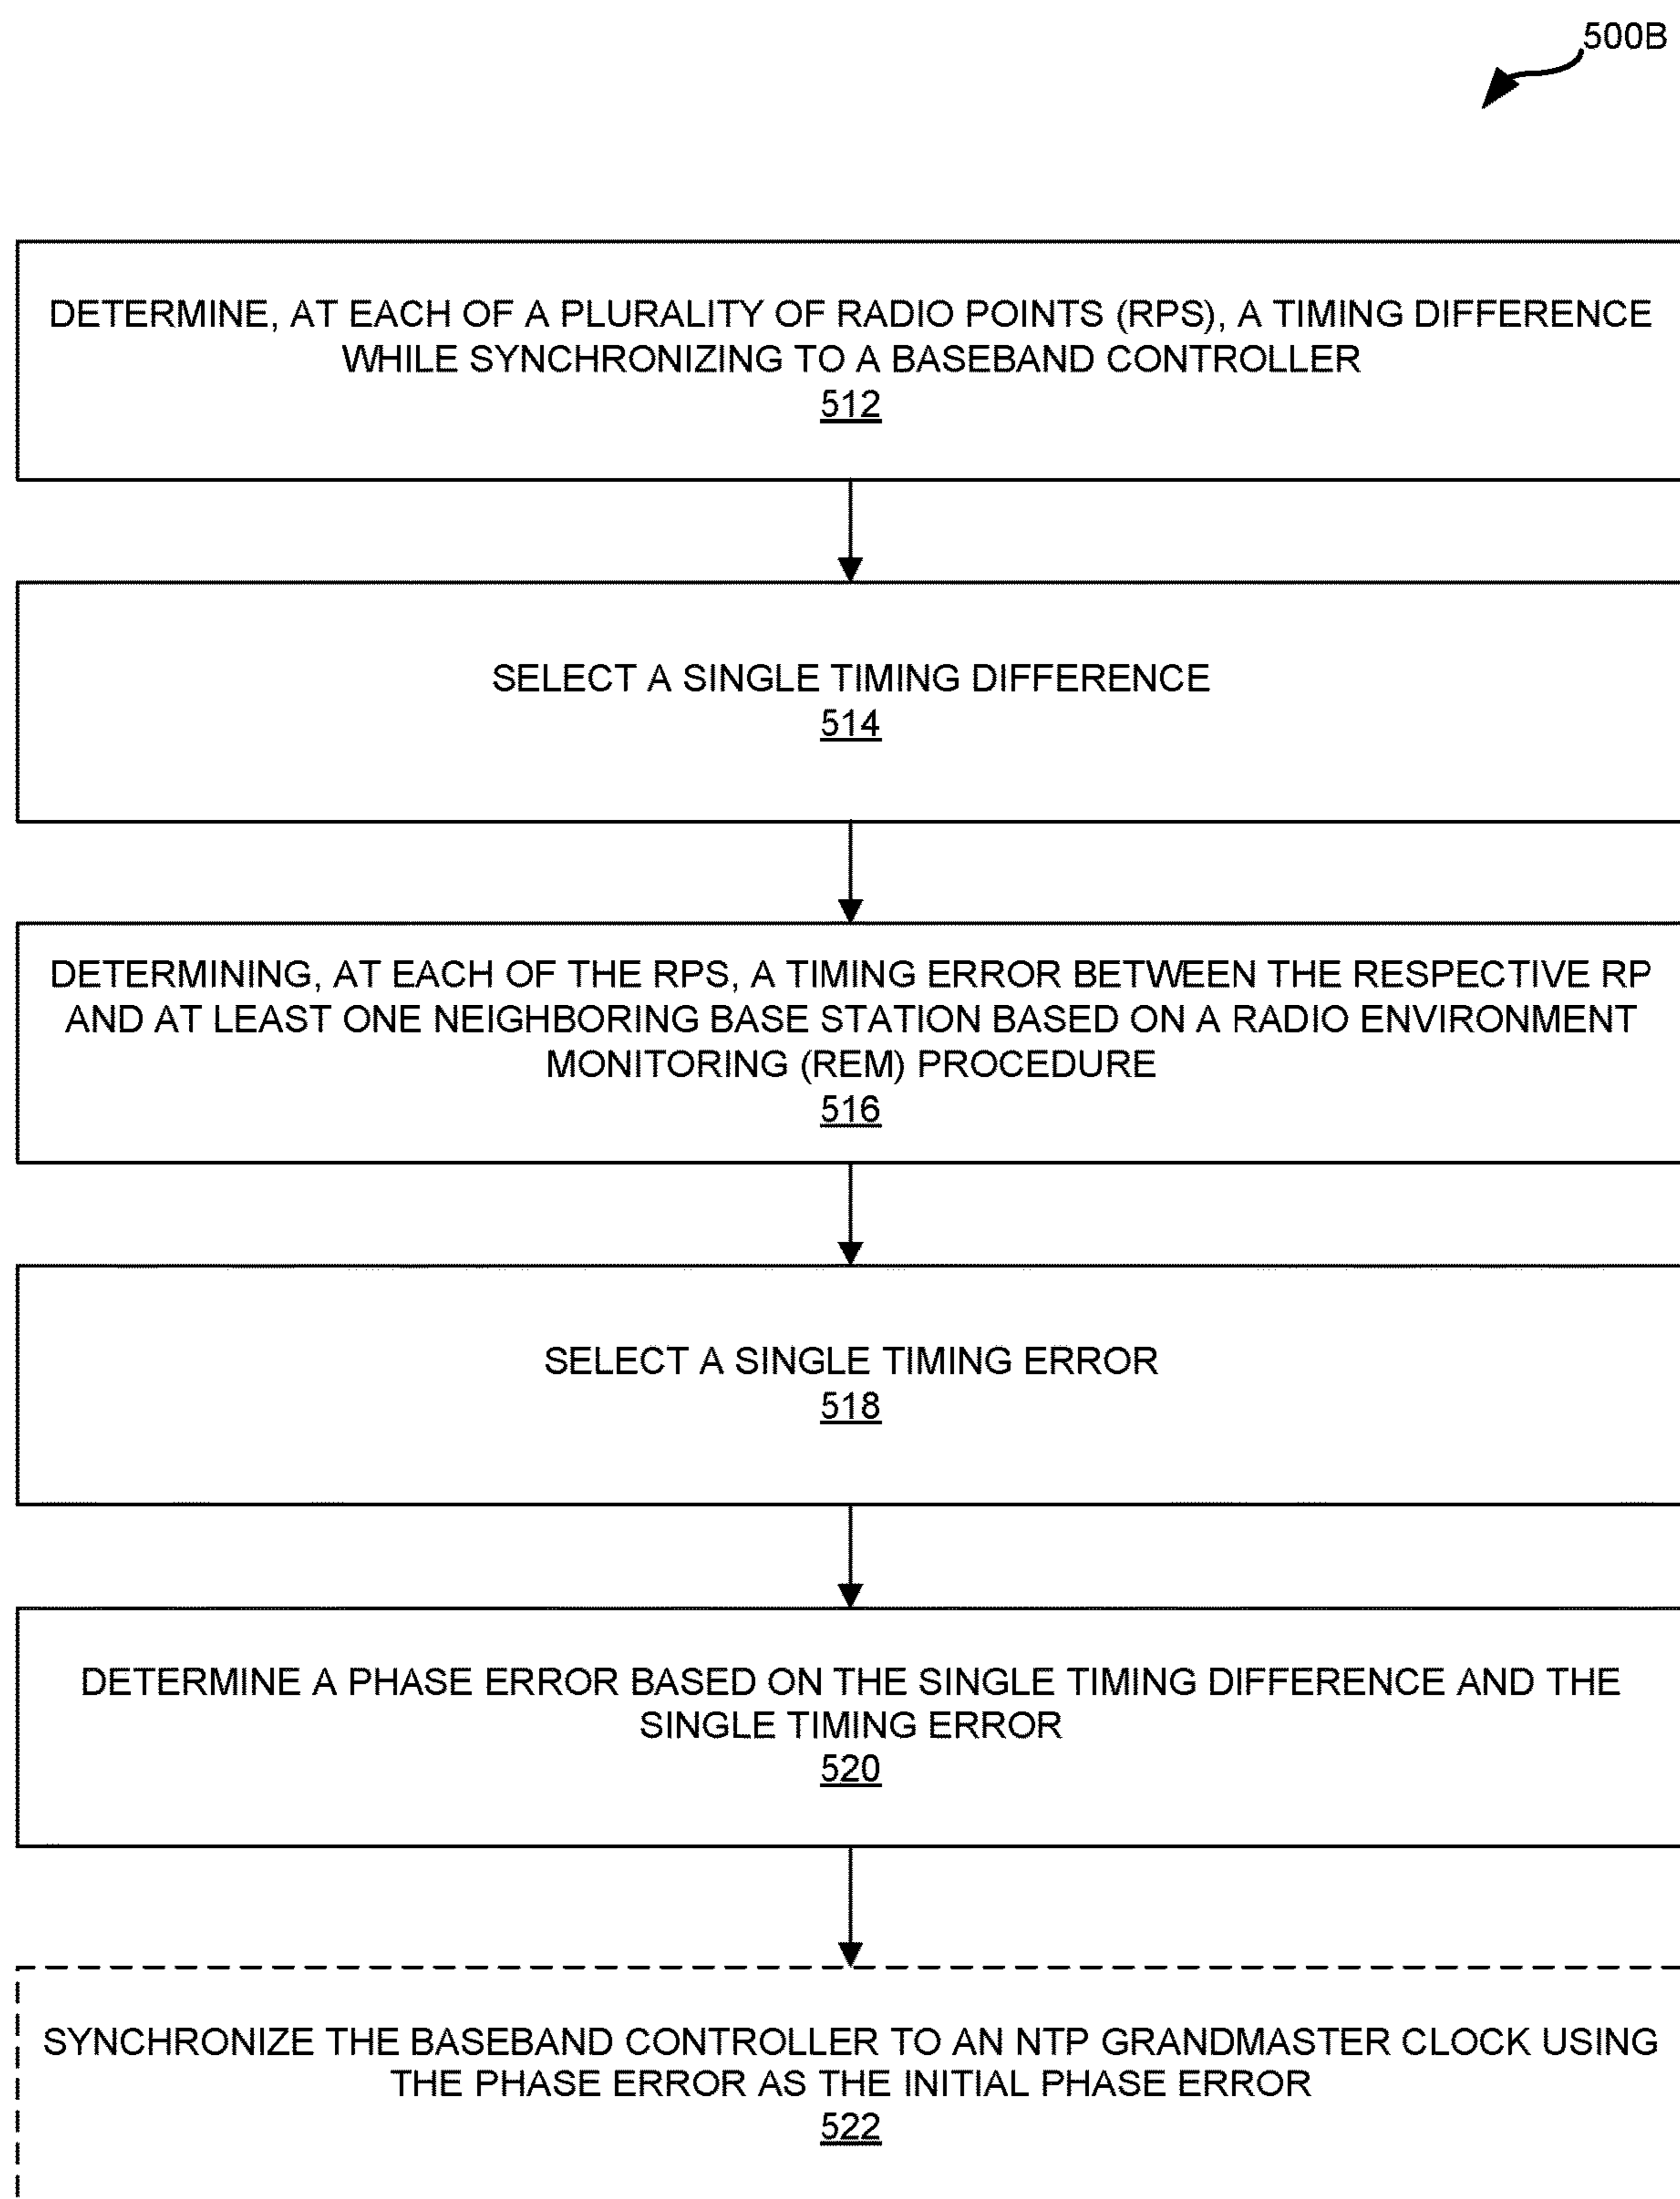 500B
DETERMINE, AT EACH OF A PLURALITY OF RADIO POINTS (RPS), A TIMING DIFFERENCE
WHILE SYNCHRONIZING TO A BASEBAND CONTROLLER
512
SELECT A SINGLE TIMING DIFFERENCE
514
DETERMINING, AT EACH OF THE RPS, A TIMING ERROR BETWEEN THE RESPECTIVE RP
AND AT LEAST ONE NEIGHBORING BASE STATION BASED ON A RADIO ENVIRONMENT
MONITORING (REM) PROCEDURE
516
SELECT A SINGLE TIMING ERROR
518
DETERMINE A PHASE ERROR BASED ON THE SINGLE TIMING DIFFERENCE AND THE
SINGLE TIMING ERROR
520
SYNCHRONIZE THE BASEBAND CONTROLLER TO AN NTP GRANDMASTER CLOCK USING
THE PHASE ERROR AS THE INITIAL PHASE ERROR
522